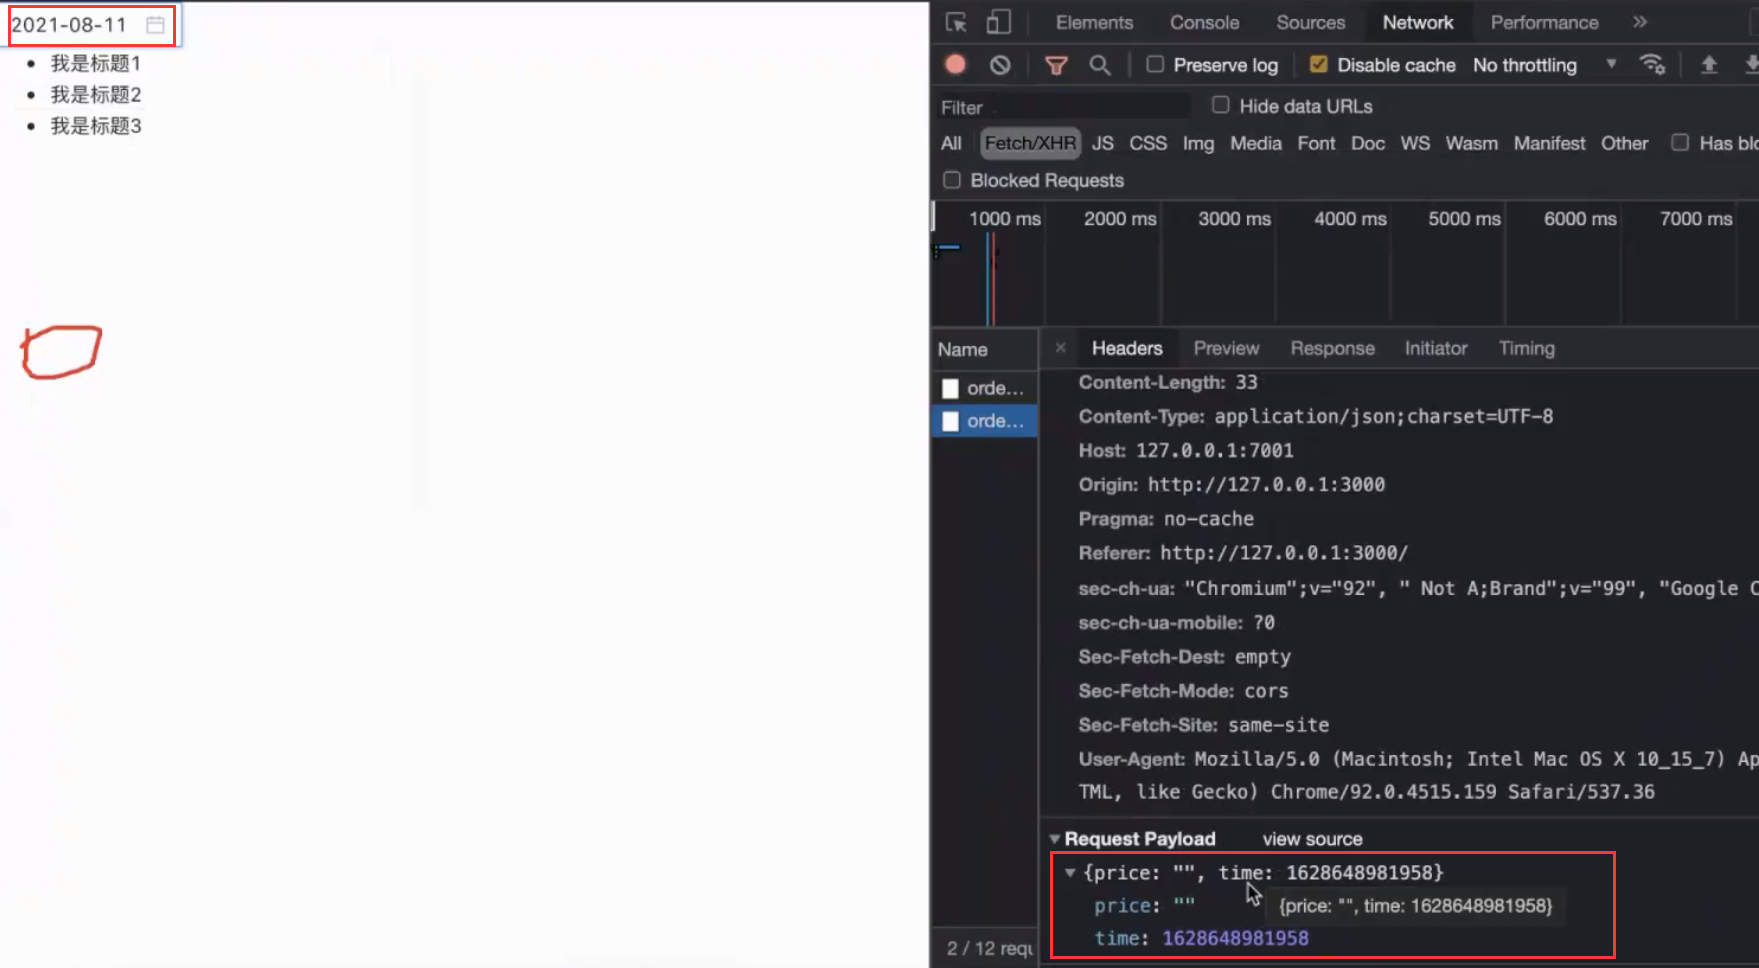 2021-08-11
我是标题1
我是标题2
我是标题3
Elements Console Sources Network Performance »
Preserve log Disable cache No throttling
Filter Hide data URLs
All Fetch/XHR JS CSS Img Media Font Doc WS Wasm Manifest Other Has blo
Blocked Requests
1000 ms 2000 ms 3000 ms 4000 ms 5000 ms 6000 ms 7000 ms
Name
orde...
orde...
2 / 12 requ
× Headers Preview Response Initiator Timing
Content-Length: 33
Content-Type: application/json;charset=UTF-8
Host: 127.0.0.1:7001
Origin: http://127.0.0.1:3000
Pragma: no-cache
Referer: http://127.0.0.1:3000/
sec-ch-ua: "Chromium";v="92", " Not A;Brand";v="99", "Google C
sec-ch-ua-mobile: ?0
Sec-Fetch-Dest: empty
Sec-Fetch-Mode: cors
Sec-Fetch-Site: same-site
User-Agent: Mozilla/5.0 (Macintosh; Intel Mac OS X 10_15_7) Ap
TML, like Gecko) Chrome/92.0.4515.159 Safari/537.36
Request Payload view source
{price: "", time: 1628648981958}
price: ""
{price: "", time: 1628648981958}
time: 1628648981958